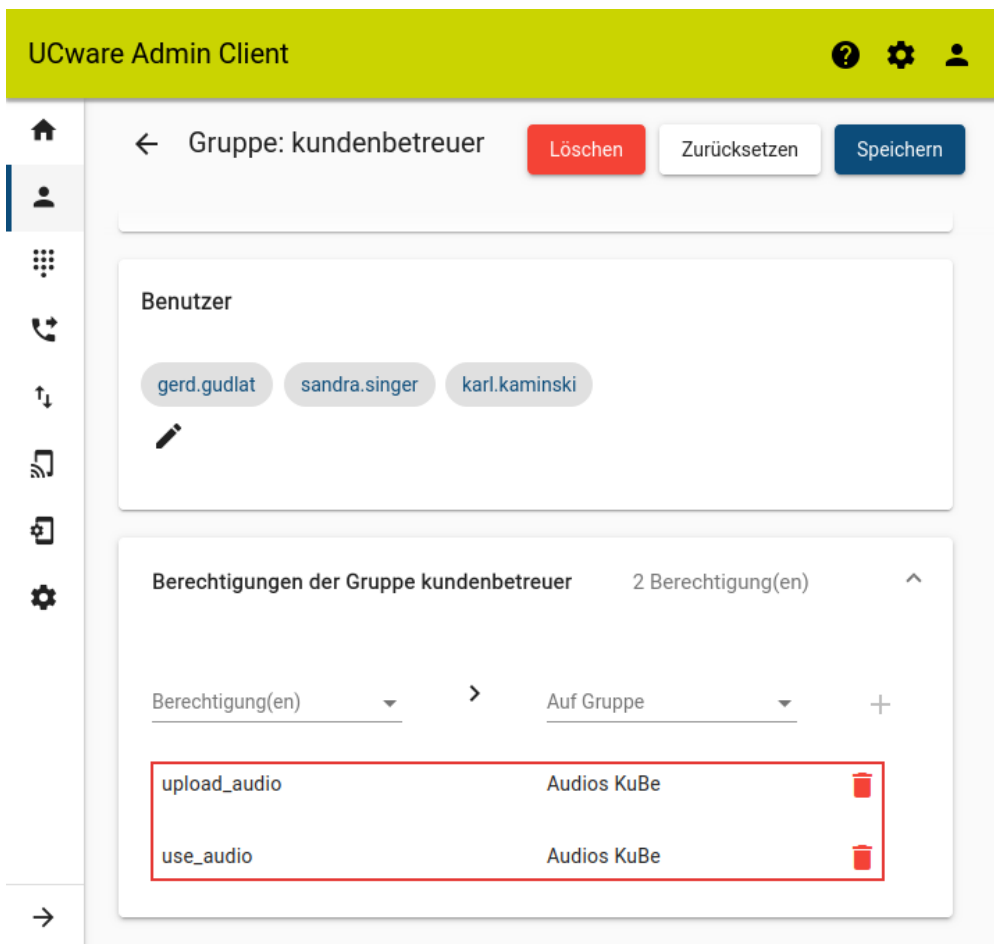 UCware Admin Client
Gruppe: kundenbetreuer
Löschen
Zurücksetzen
Speichern
Benutzer
gerd.gudlat
sandra.singer
karl.kaminski
Berechtigungen der Gruppe kundenbetreuer
2 Berechtigung(en)
Berechtigung(en)
Auf Gruppe
upload_audio
Audios KuBe
use_audio
Audios KuBe